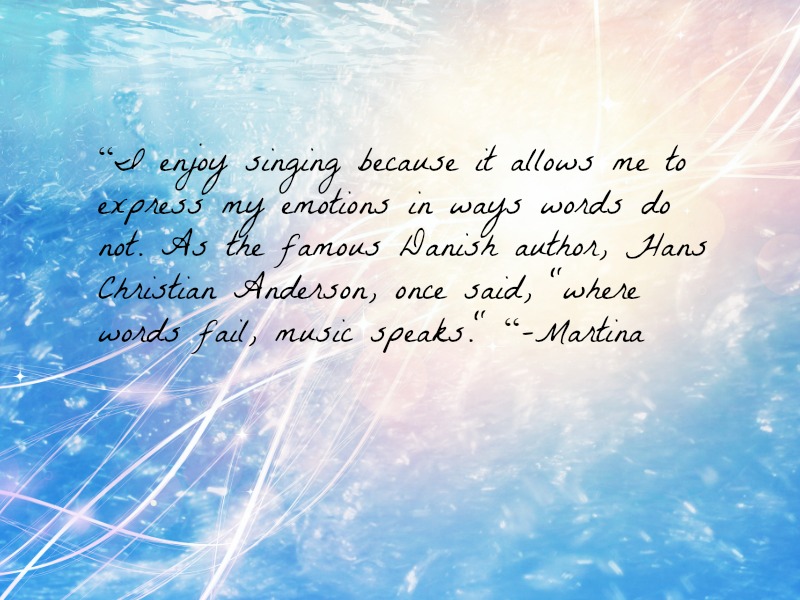 “I enjoy singing because it allows me to
express my emotions in ways words do
not. As the famous Danish author, Hans
Christian Anderson, once said, "where
words fail, music speaks." “-Martina